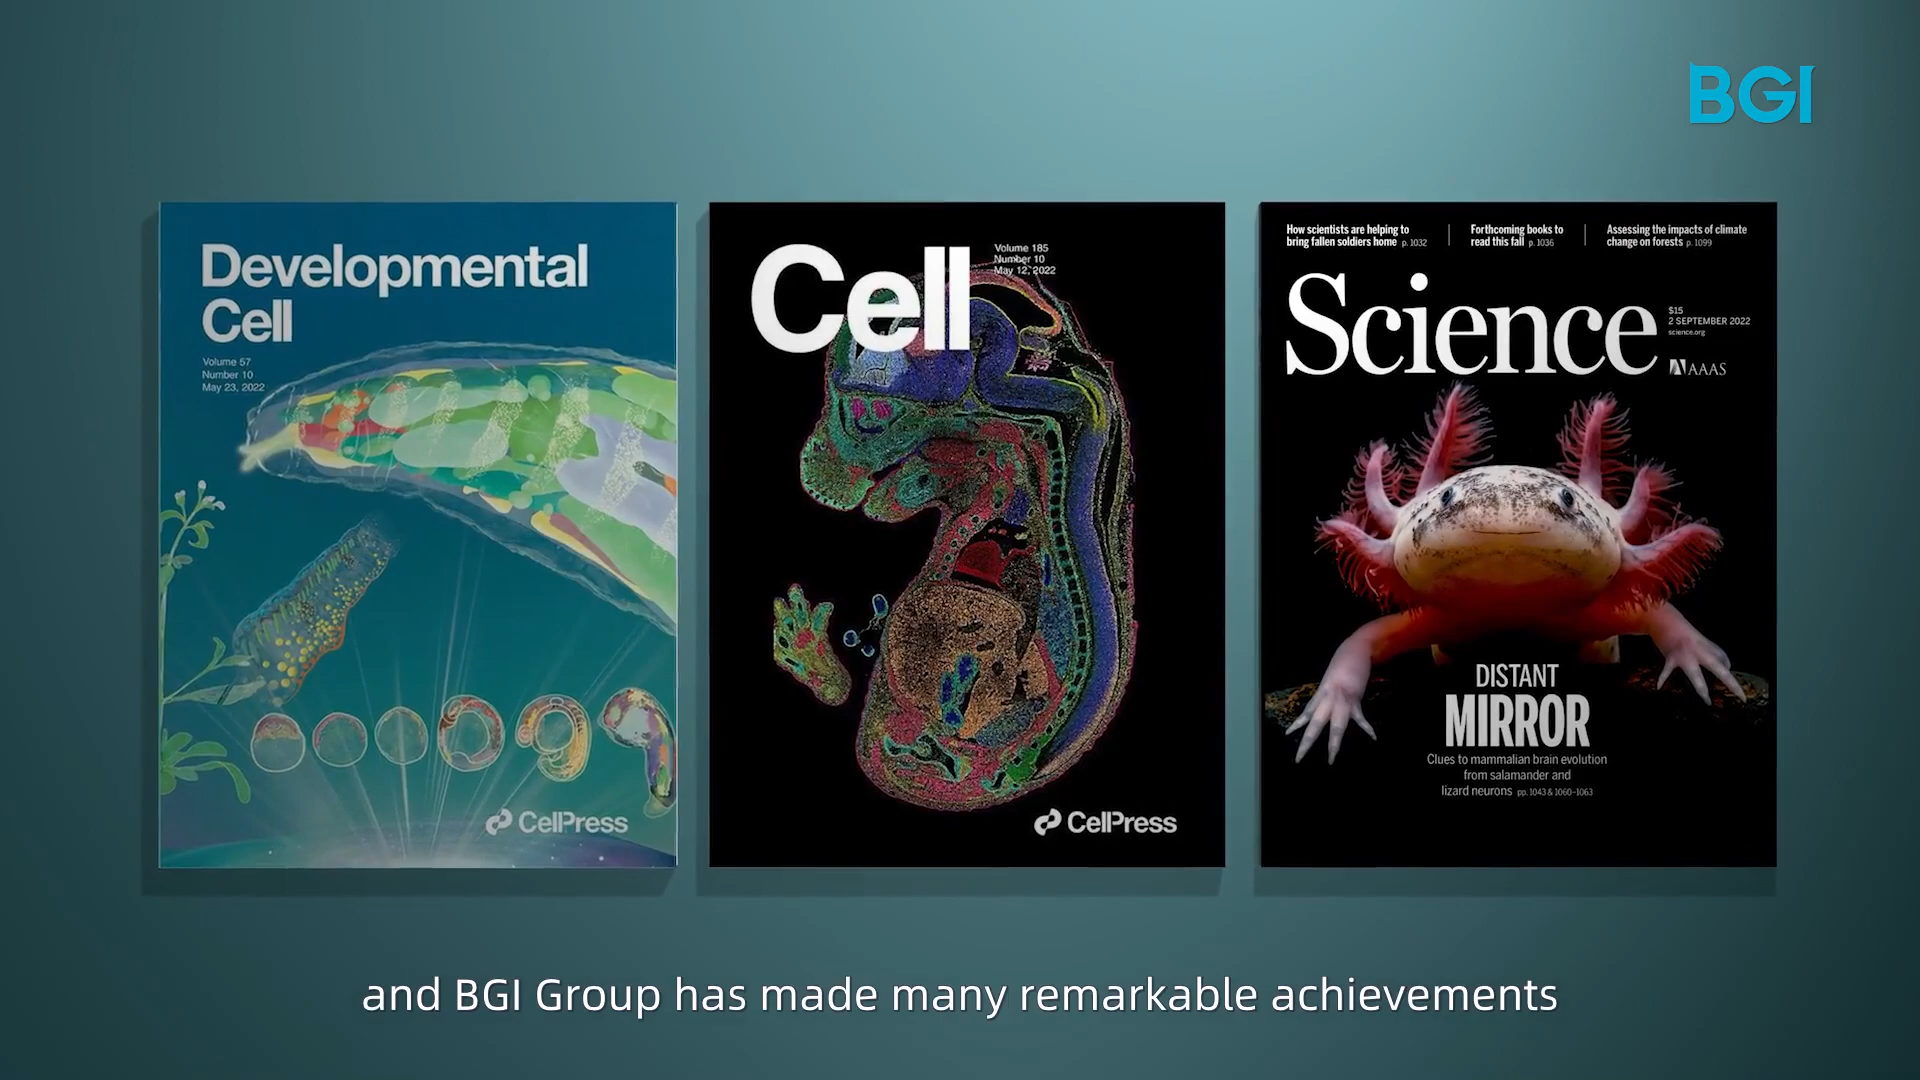 BGI
Developmental
Cell
Volume 57
Number 10
May 23, 2022
CellPress
Cell
Volume 185
Number 10
May 12, 2022
CellPress
How scientists are helping to
bring fallen soldiers home p. 1032
Forthcoming books to
read this fall p. 1036
Assessing the impacts of climate
change on forests p. 1099
Science
$15
2 SEPTEMBER 2022
science.org
AAAS
DISTANT
MIRROR
Clues to mammalian brain evolution
from salamander and
lizard neurons pp. 1043 & 1060–1063
and BGI Group has made many remarkable achievements